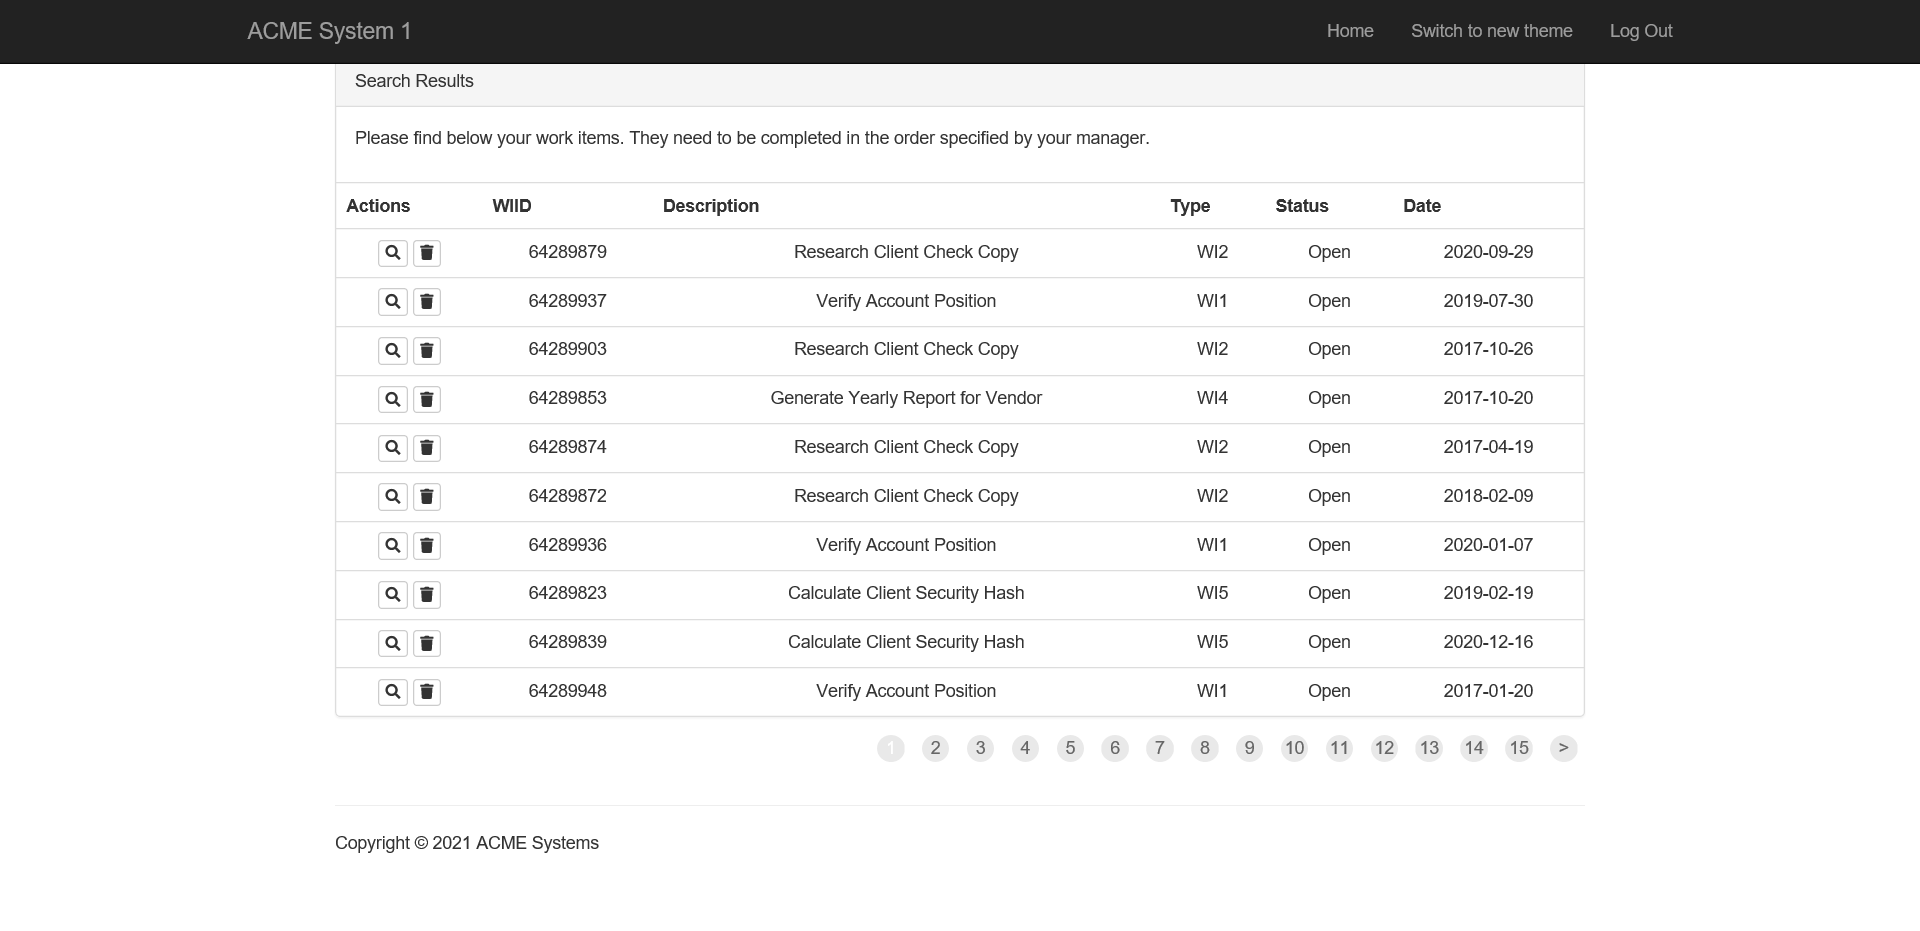 ACME System 1 Home Switch to new theme Log Out
Search Results
Please find below your work items. They need to be completed in the order specified by your manager.
Actions WIID Description Type Status Date
64289879 Research Client Check Copy WI2 Open 2020-09-29
64289937 Verify Account Position WI1 Open 2019-07-30
64289903 Research Client Check Copy WI2 Open 2017-10-26
64289853 Generate Yearly Report for Vendor WI4 Open 2017-10-20
64289874 Research Client Check Copy WI2 Open 2017-04-19
64289872 Research Client Check Copy WI2 Open 2018-02-09
64289936 Verify Account Position WI1 Open 2020-01-07
64289823 Calculate Client Security Hash WI5 Open 2019-02-19
64289839 Calculate Client Security Hash WI5 Open 2020-12-16
64289948 Verify Account Position WI1 Open 2017-01-20
1 2 3 4 5 6 7 8 9 10 11 12 13 14 15 >
Copyright © 2021 ACME Systems